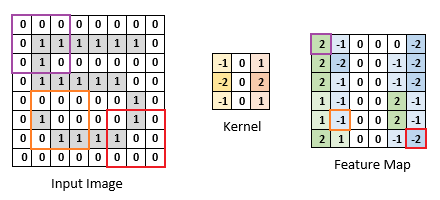 0 0 0 0 0 0 0 0
0 1 1 1 1 1 1 0
0 1 0 0 0 0 0 0
0 1 1 1 1 0 0 0
0 0 0 0 0 0 1 0
0 1 0 0 0 0 1 0
0 0 1 1 1 1 0 0
0 0 0 0 0 0 0 0
Input Image
-1 0 1
-2 0 2
-1 0 1
Kernel
2 -1 0 0 0 -2
2 -2 0 0 -1 -2
2 -1 0 0 -1 -2
1 -1 0 0 2 -1
1 -1 0 0 2 -1
2 1 0 0 -1 -2
Feature Map